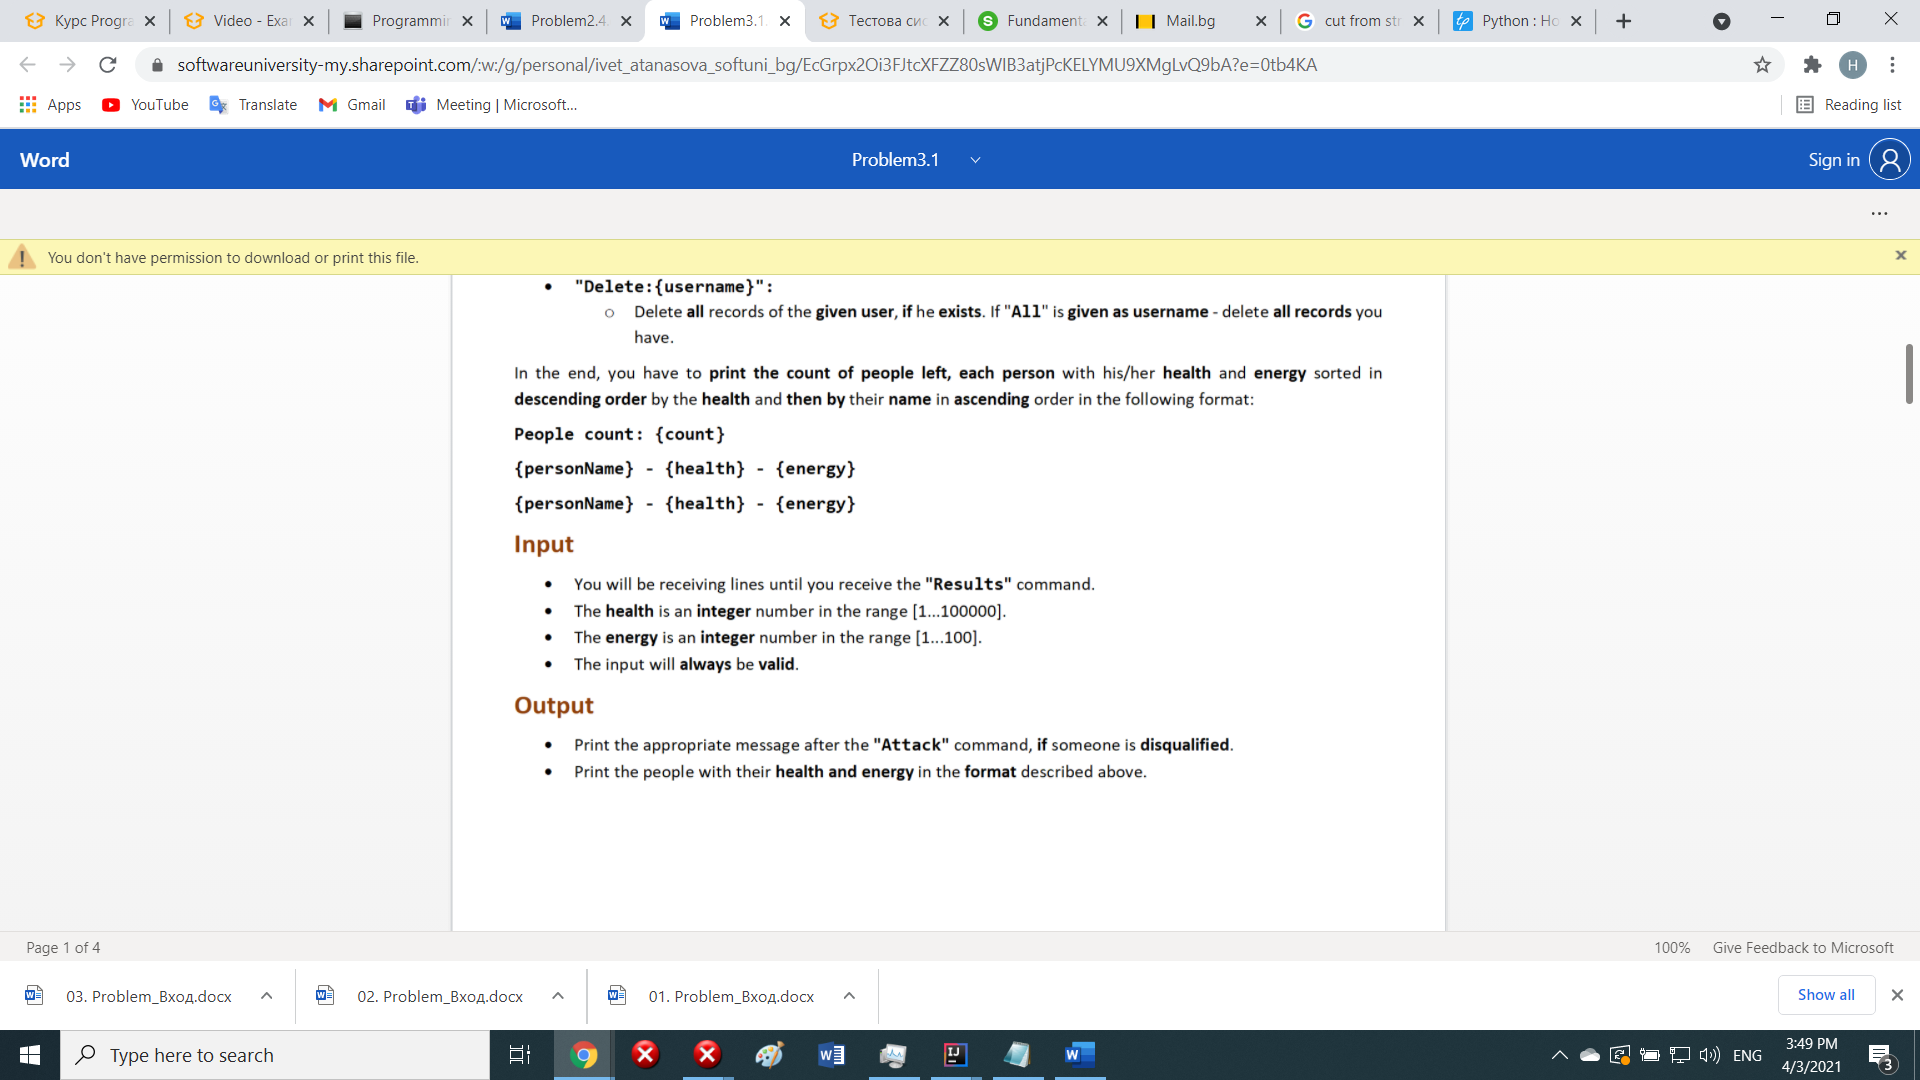 Курс Progra
Video - Exar
Programmin
Problem2.4.
Problem3.1.
Тестова сис
Fundamenta
Mail.bg
cut from str
Python : Ho
softwareuniversity-my.sharepoint.com/:w:/g/personal/ivet_atanasova_softuni_bg/EcGrpx2Oi3FJtcXFZZ80sWIB3atjPcKELYMU9XMgLvQ9bA?e=0tb4KA
H
Apps
YouTube
Translate
Gmail
Meeting | Microsoft...
Reading list
Word
Problem3.1
Sign in
You don't have permission to download or print this file.
• "Delete:{username}":
o Delete all records of the given user, if he exists. If "All" is given as username - delete all records you
have.
In the end, you have to print the count of people left, each person with his/her health and energy sorted in
descending order by the health and then by their name in ascending order in the following format:
People count: {count}
{personName} - {health} - {energy}
{personName} - {health} - {energy}
Input
• You will be receiving lines until you receive the "Results" command.
• The health is an integer number in the range [1...100000].
• The energy is an integer number in the range [1...100].
• The input will always be valid.
Output
• Print the appropriate message after the "Attack" command, if someone is disqualified.
• Print the people with their health and energy in the format described above.
Page 1 of 4
100%
Give Feedback to Microsoft
03. Problem_Вход.docx
02. Problem_Вход.docx
01. Problem_Вход.docx
Show all
Type here to search
ENG
3:49 PM
4/3/2021
3